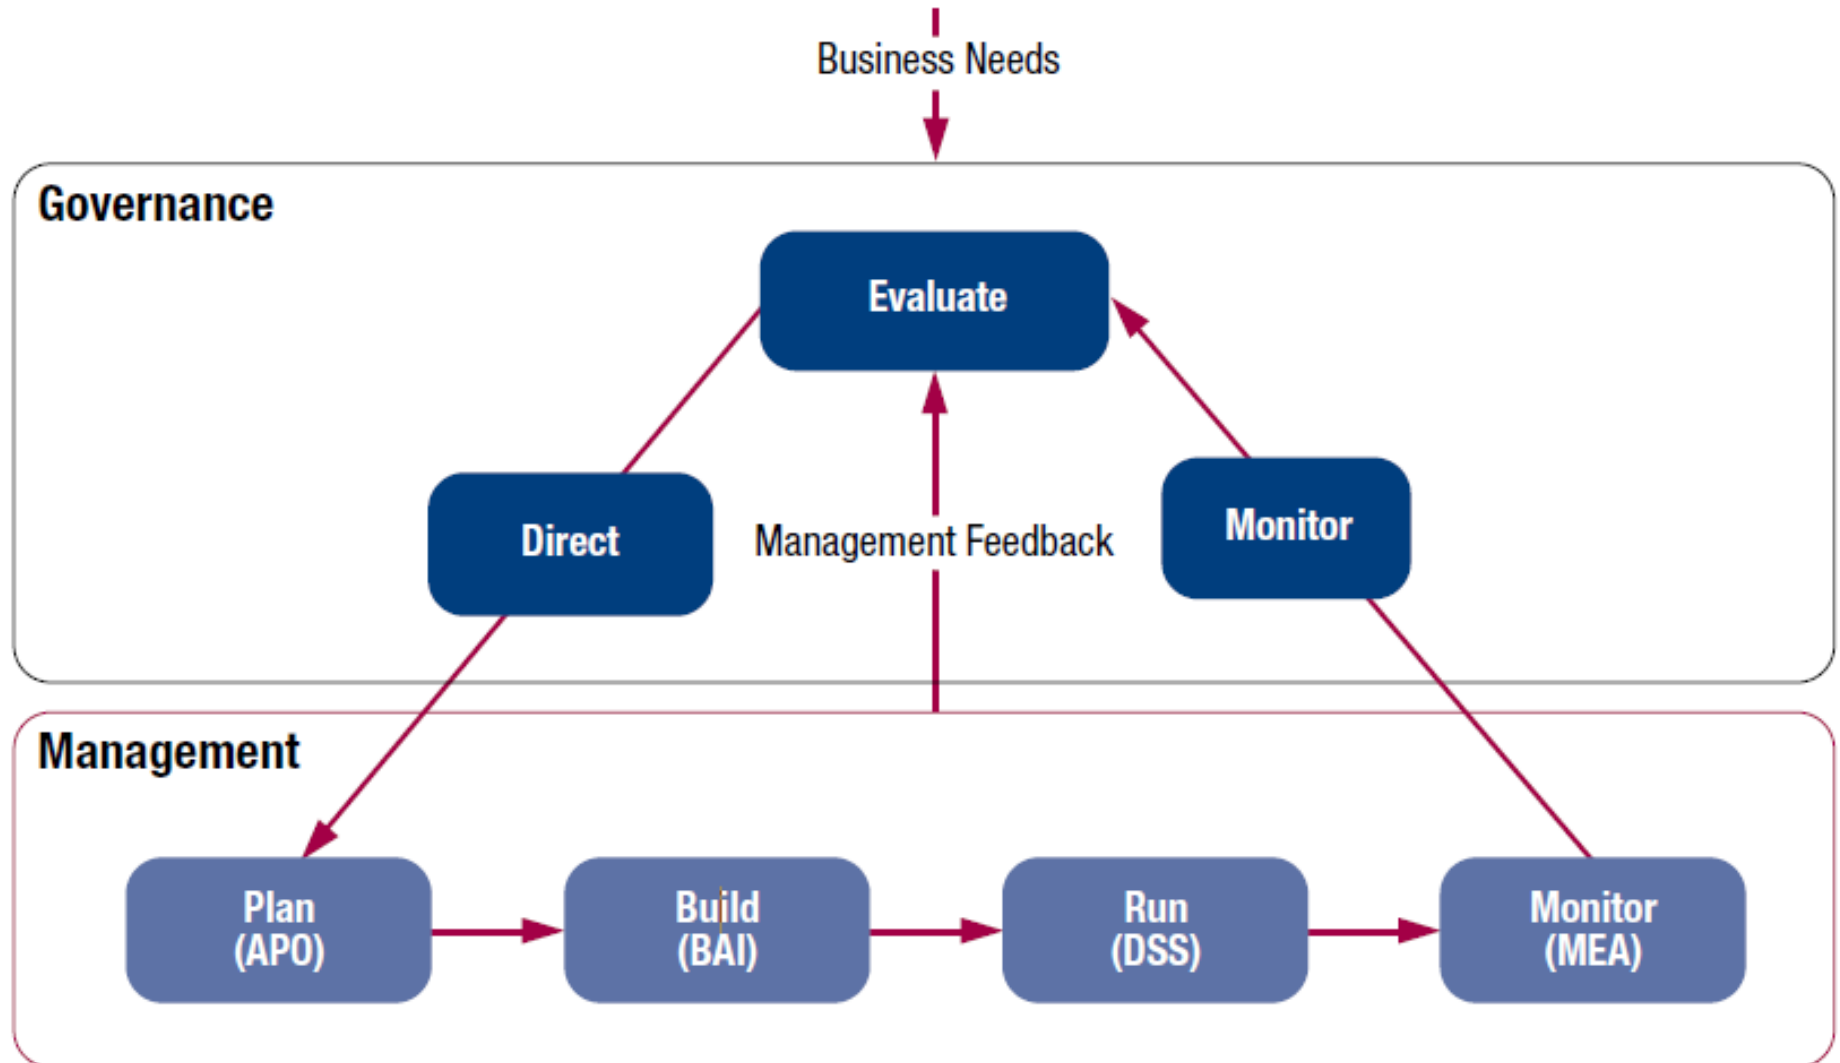 Business Needs
Governance
Evaluate
Direct
Management Feedback
Monitor
Management
Plan
(APO)
Build
(BAI)
Run
(DSS)
Monitor
(MEA)